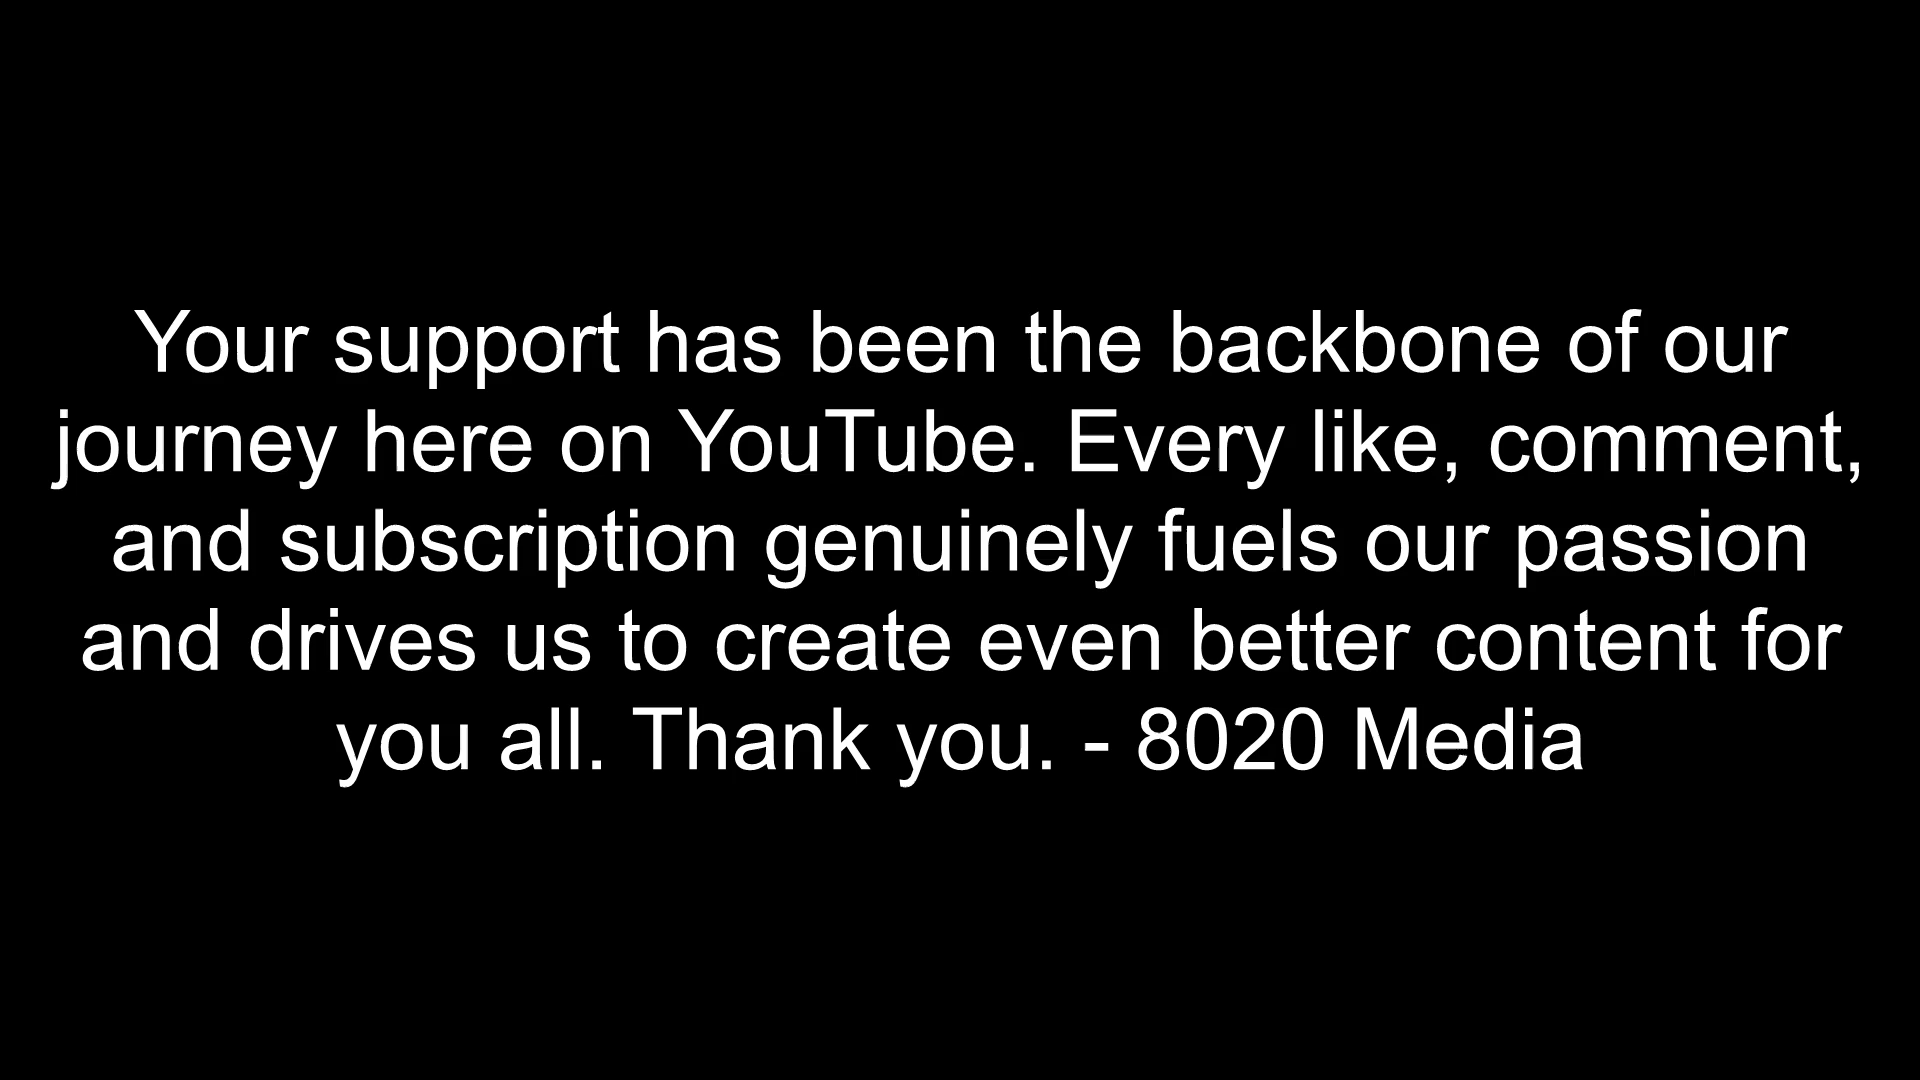 Your support has been the backbone of our
journey here on YouTube. Every like, comment,
and subscription genuinely fuels our passion
and drives us to create even better content for
you all. Thank you. - 8020 Media